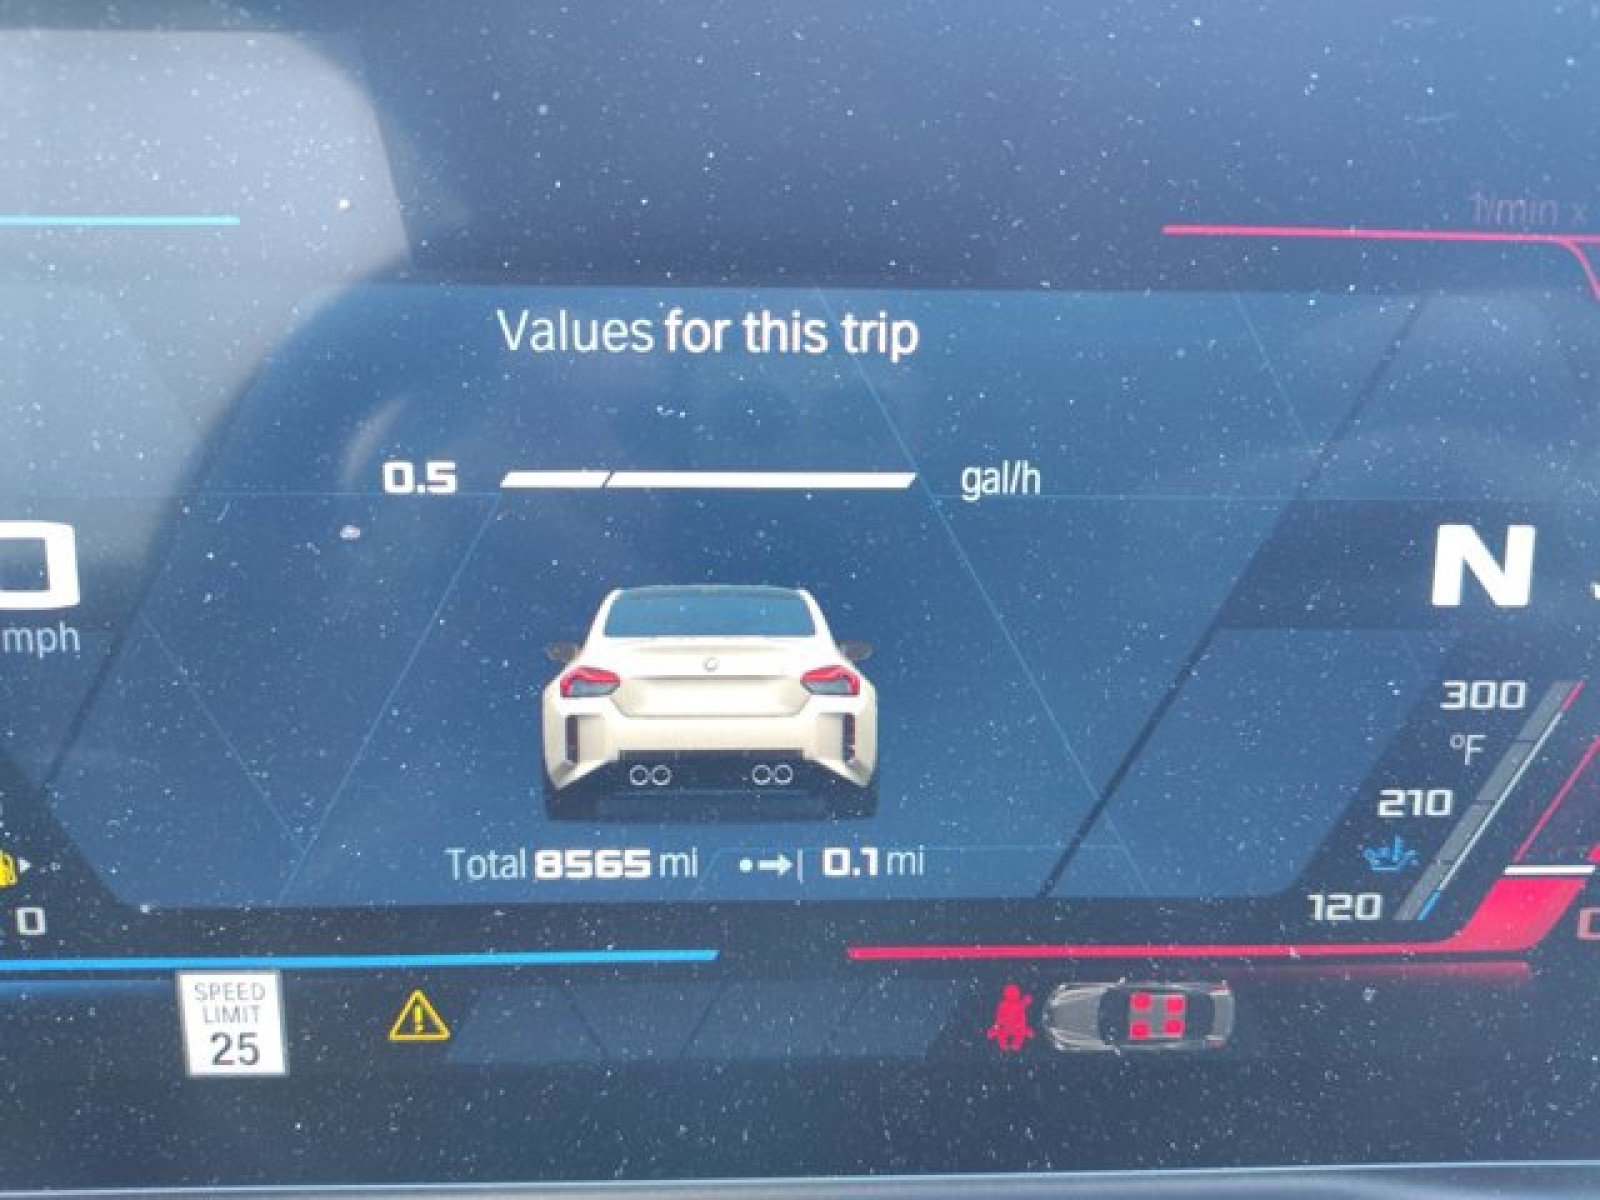 1/min x
Values for this trip
0.5 gal/h
N
mph
300
°F
210
120
Total 8565 mi 0.1 mi
0
SPEED
LIMIT
25